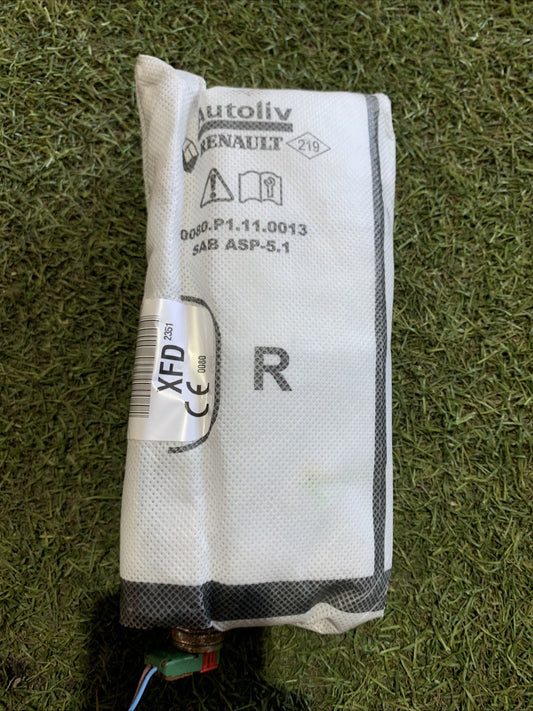 Autoliv
RENAULT 219
0080.P1.11.0013
SAB ASP-5.1
R
XFD 2351
CE 0080